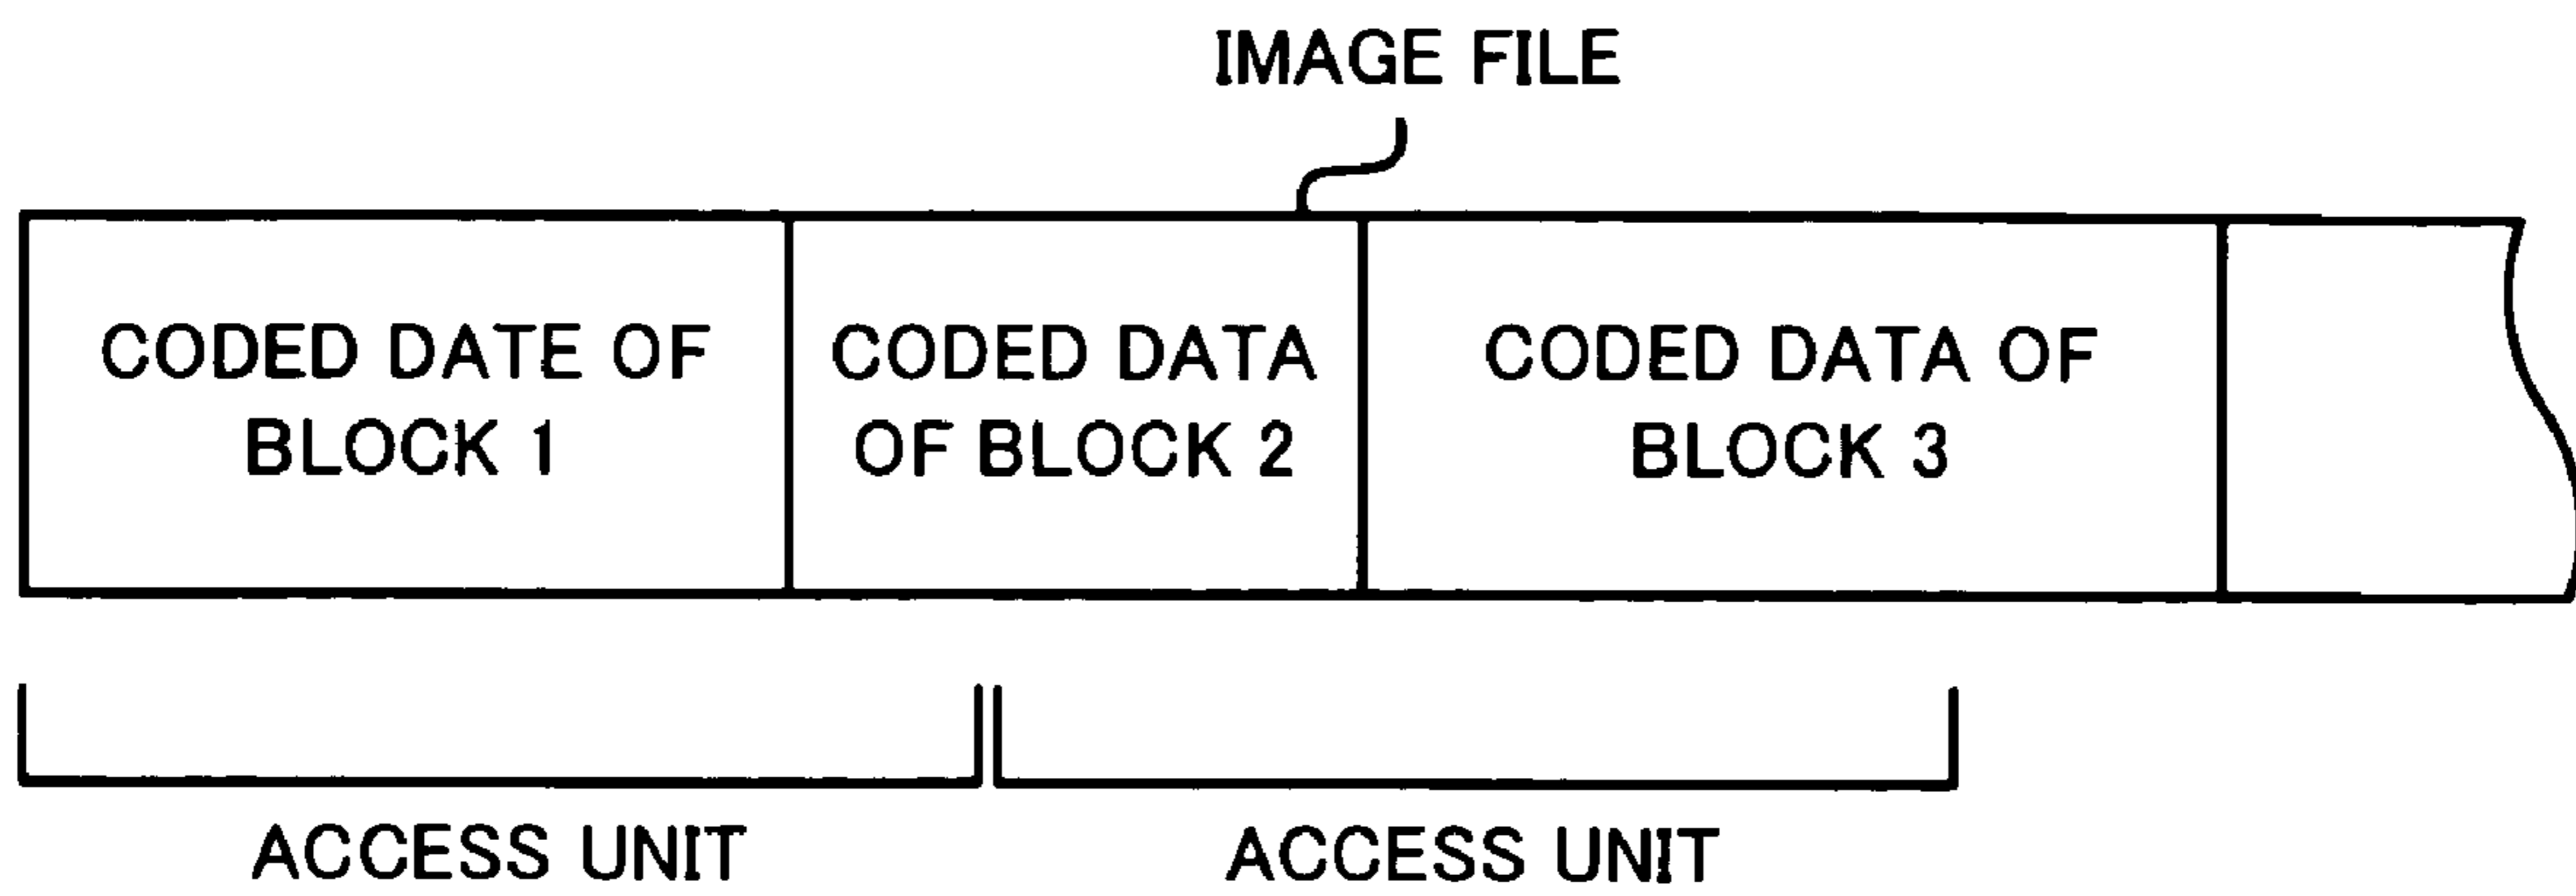 IMAGE FILE
CODED DATE OF
BLOCK 1
CODED DATA
OF BLOCK 2
CODED DATA OF
BLOCK 3
ACCESS UNIT
ACCESS UNIT